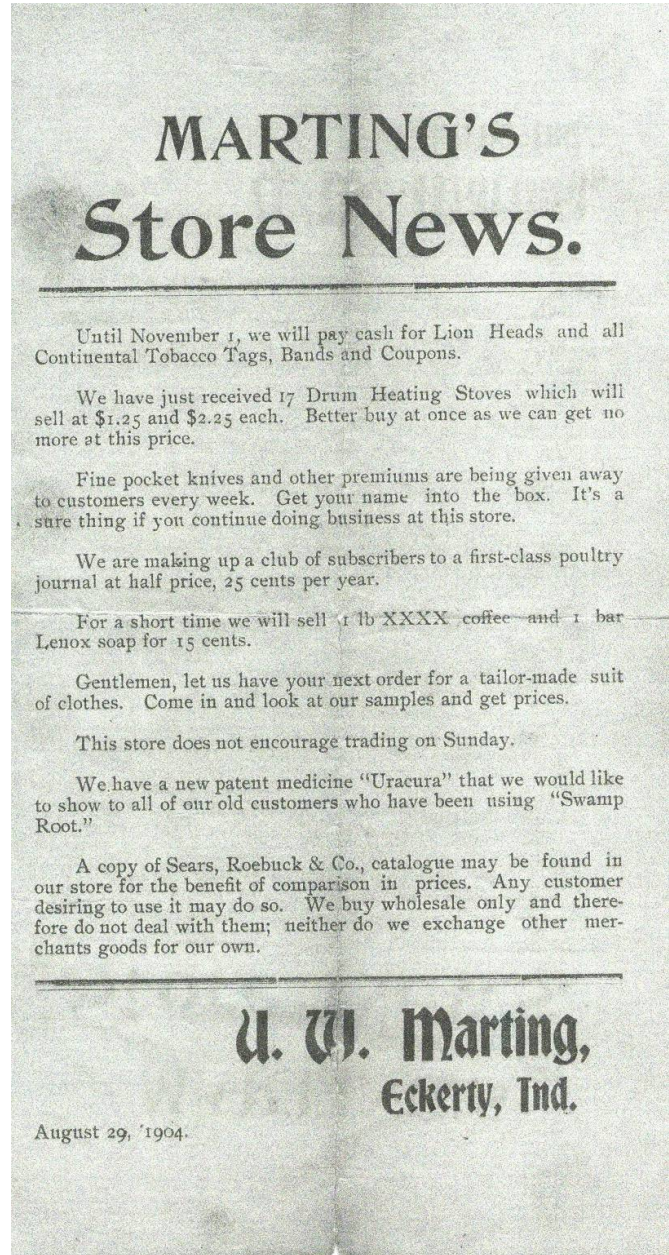 MARTING'S
Store News.
Until November 1, we will pay cash for Lion Heads and all
Continental Tobacco Tags, Bands and Coupons.
We have just received 17 Drum Heating Stoves which will
sell at $1.25 and $2.25 each. Better buy at once as we can get no
more at this price.
Fine pocket knives and other premiums are being given away
to customers every week. Get your name into the box. It's a
sure thing if you continue doing business at this store.
We are making up a club of subscribers to a first-class poultry
journal at half price, 25 cents per year.
For a short time we will sell 1 lb XXXX coffee and 1 bar
Lenox soap for 15 cents.
Gentlemen, let us have your next order for a tailor-made suit
of clothes. Come in and look at our samples and get prices.
This store does not encourage trading on Sunday.
We have a new patent medicine "Uracura" that we would like
to show to all of our old customers who have been using "Swamp
Root."
A copy of Sears, Roebuck & Co., catalogue may be found in
our store for the benefit of comparison in prices. Any customer
desiring to use it may do so. We buy wholesale only and there-
fore do not deal with them; neither do we exchange other mer-
chants goods for our own.
U. W. Marting,
Eckerty, Ind.
August 29, 1904.